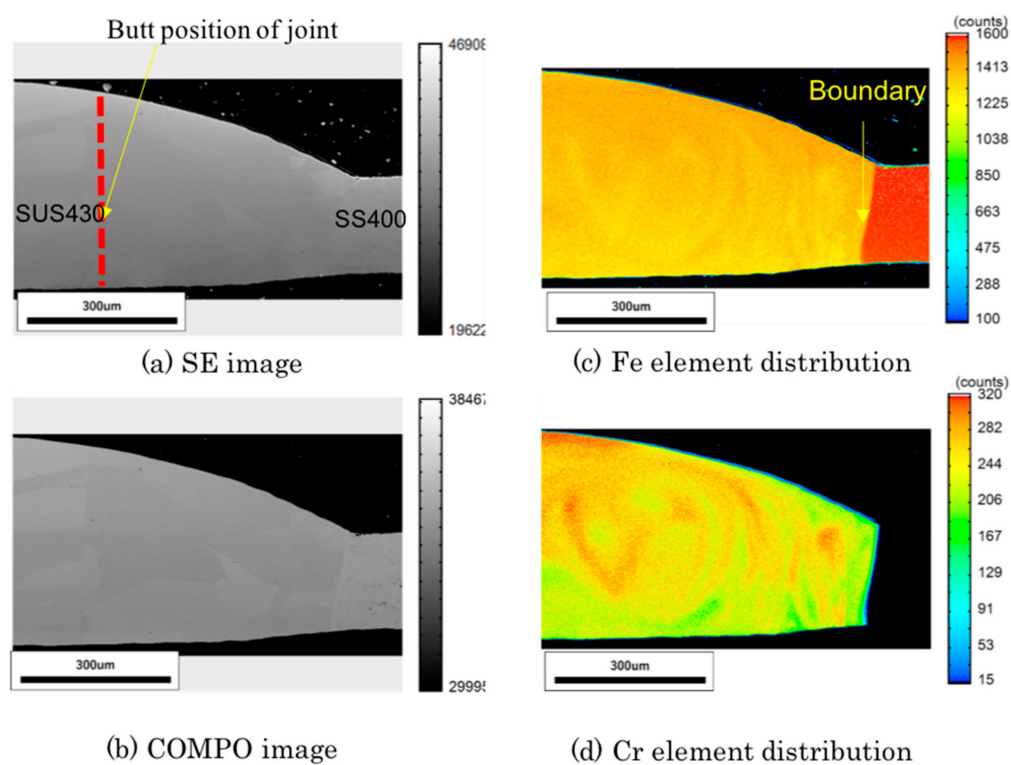 Butt position of joint
46908
SUS430
SS400
300um
19622
(a) SE image
(counts)
1600
1413
1225
1038
850
663
475
288
100
Boundary
300um
(c) Fe element distribution
38467
300um
29995
(b) COMPO image
(counts)
320
282
244
206
167
129
91
53
15
300um
(d) Cr element distribution